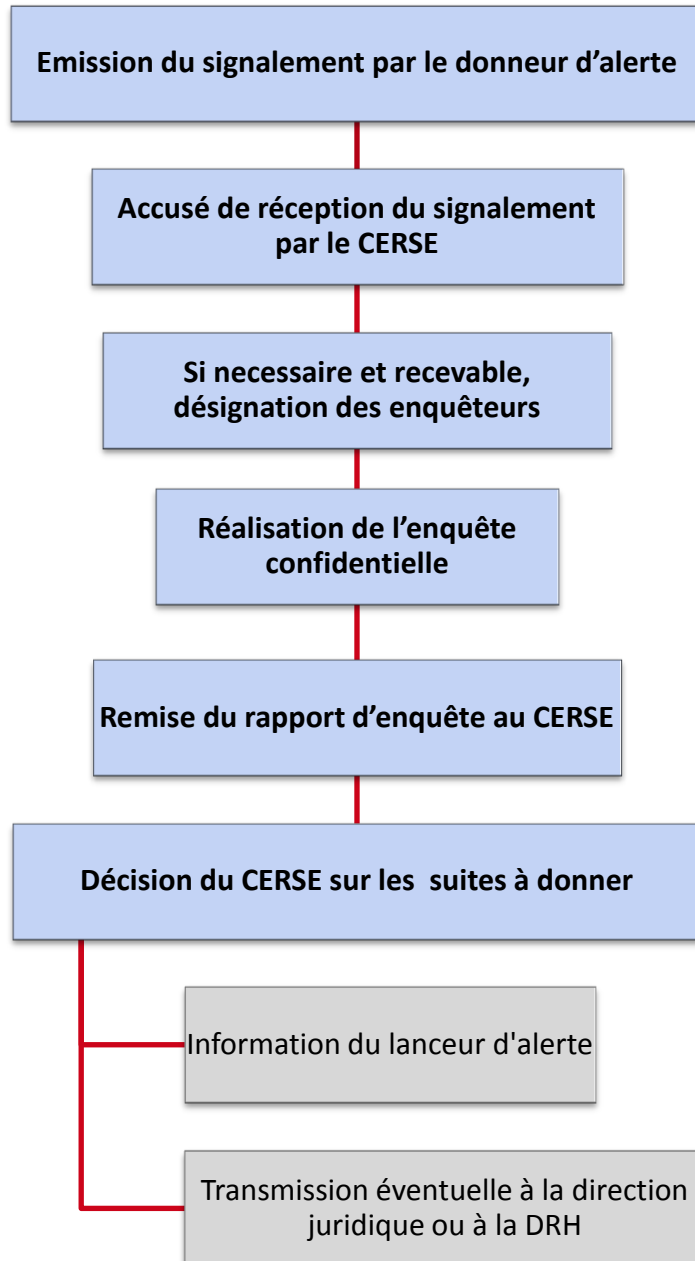 Emission du signalement par le donneur d’alerte
Accusé de réception du signalement
par le CERSE
Si necessaire et recevable,
désignation des enquêteurs
Réalisation de l’enquête
confidentielle
Remise du rapport d’enquête au CERSE
Décision du CERSE sur les  suites à donner
Information du lanceur d'alerte
Transmission éventuelle à la direction
juridique ou à la DRH